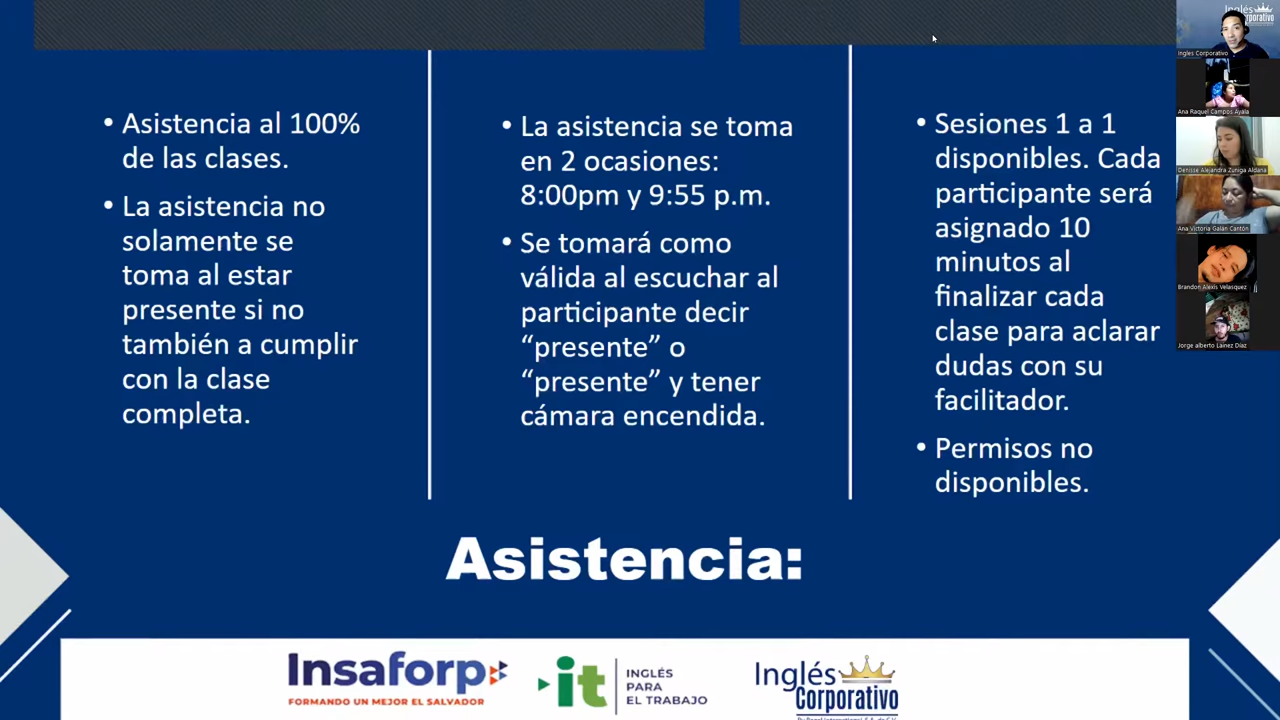 • Asistencia al 100%
de las clases.
• La asistencia no
solamente se
toma al estar
presente si no
también a cumplir
con la clase
completa.
• La asistencia se toma
en 2 ocasiones:
8:00pm y 9:55 p.m.
• Se tomará como
válida al escuchar al
participante decir
“presente” o
“presente” y tener
cámara encendida.
• Sesiones 1 a 1
disponibles. Cada
participante será
asignado 10
minutos al
finalizar cada
clase para aclarar
dudas con su
facilitador.
• Permisos no
disponibles.
Asistencia:
Insaforp
FORMANDO UN MEJOR EL SALVADOR
it
INGLÉS
PARA
EL TRABAJO
Inglés
Corporativo
Inglés
Corporativo
Ingles Corporativo
Ana Raquel Campos Ayala
Denisse Alejandra Zuniga Aldana
Ana Victoria Galán Cantón
Brandon Alexis Velasquez
Jorge alberto Lainez Diaz